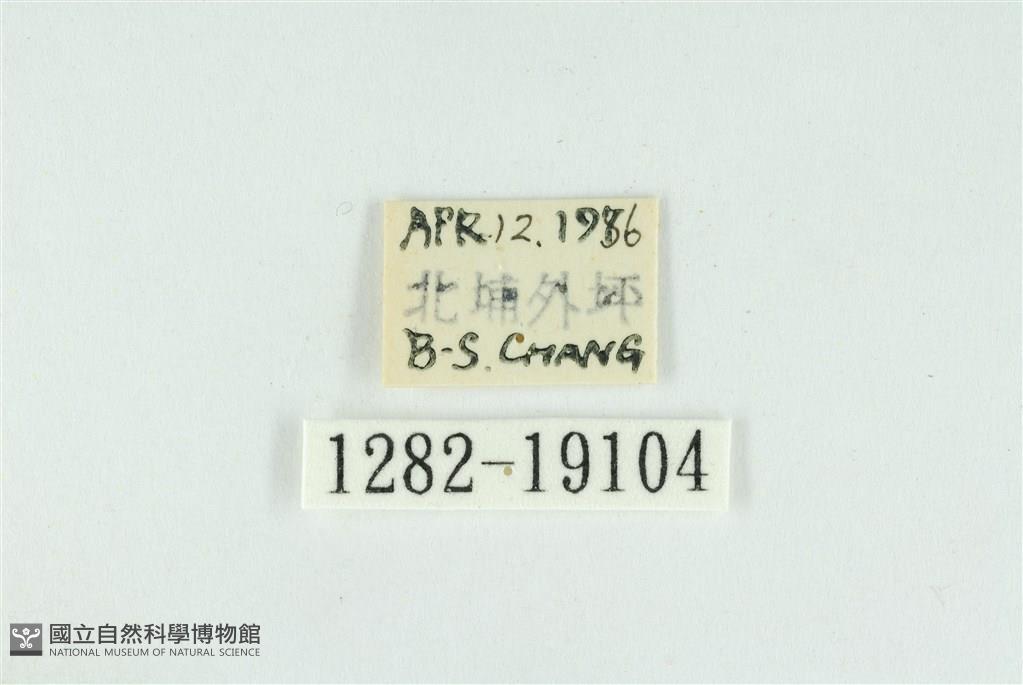 APR.12.1986
北埔外坪
B-S.CHANG
1282-19104
國立自然科學博物館
NATIONAL MUSEUM OF NATURAL SCIENCE